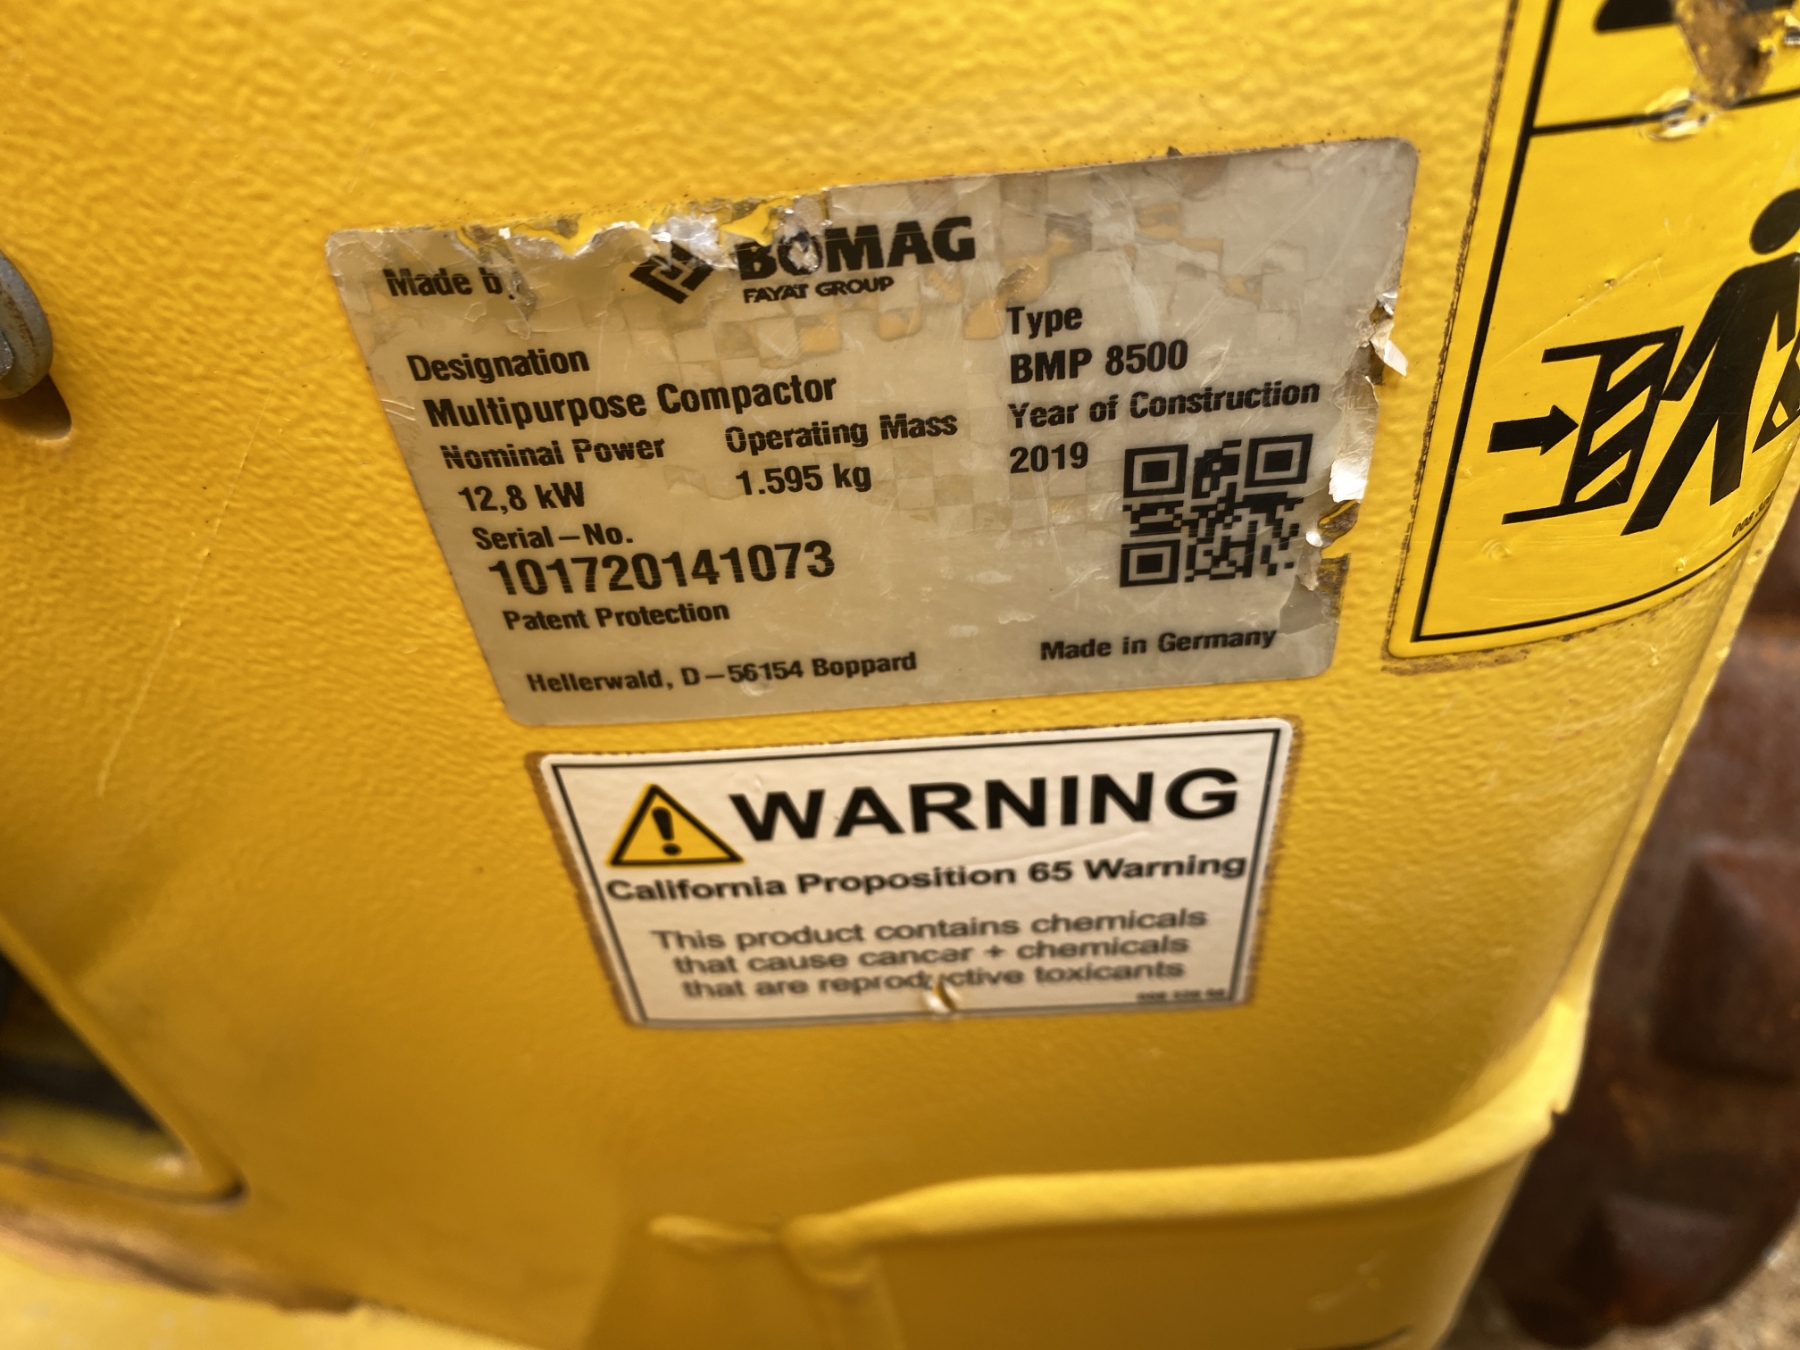 Made by
BOMAG
FAYAT GROUP
Designation
Multipurpose Compactor
Type
BMP 8500
Nominal Power
12,8 kW
Operating Mass
1.595 kg
Year of Construction
2019
Serial-No.
101720141073
Patent Protection
Hellerwald, D-56154 Boppard
Made in Germany
WARNING
California Proposition 65 Warning
This product contains chemicals
that cause cancer + chemicals
that are reproductive toxicants